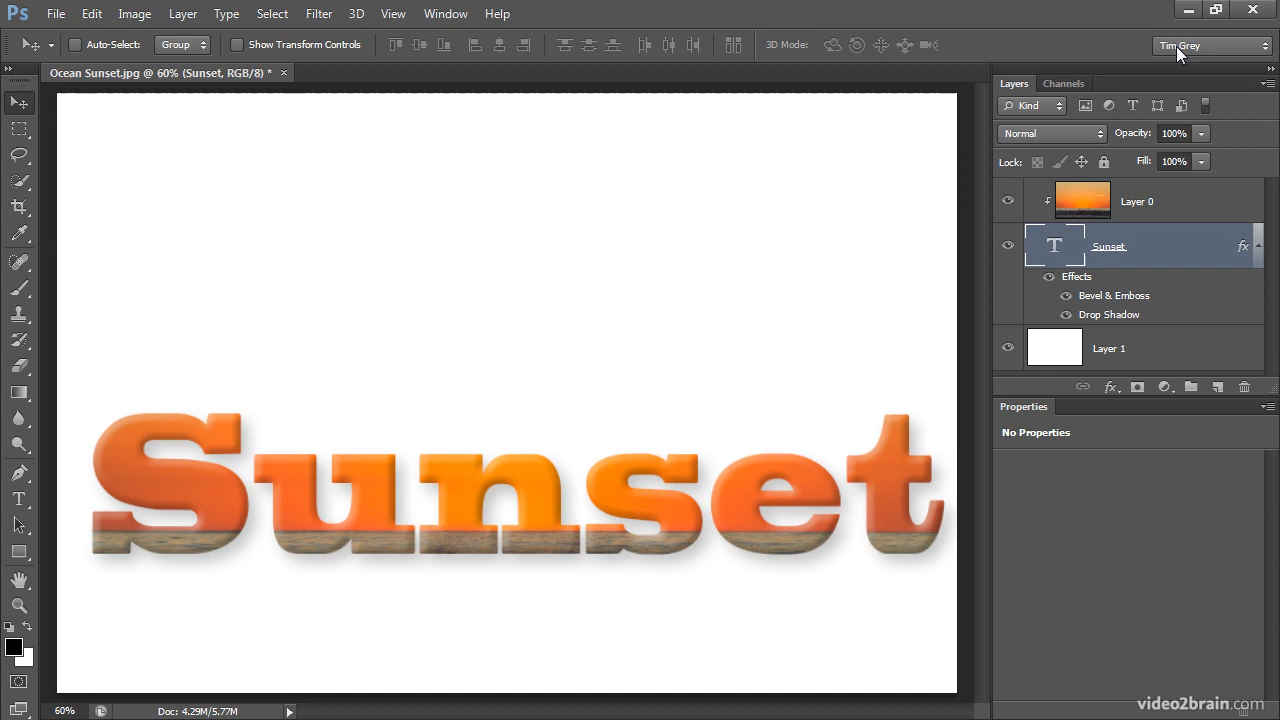 Ps File Edit Image Layer Type Select Filter 3D View Window Help
Auto-Select: Group Show Transform Controls 3D Mode: Tim Grey
Ocean Sunset.jpg @ 60% (Sunset, RGB/8) * ×
Layers Channels
Kind
Normal Opacity: 100%
Lock: Fill: 100%
Layer 0
T Sunset fx
Effects
Bevel & Emboss
Drop Shadow
Layer 1
fx
Properties
No Properties
Sunset
60% Doc: 4.29M/5.77M
video2brain.com